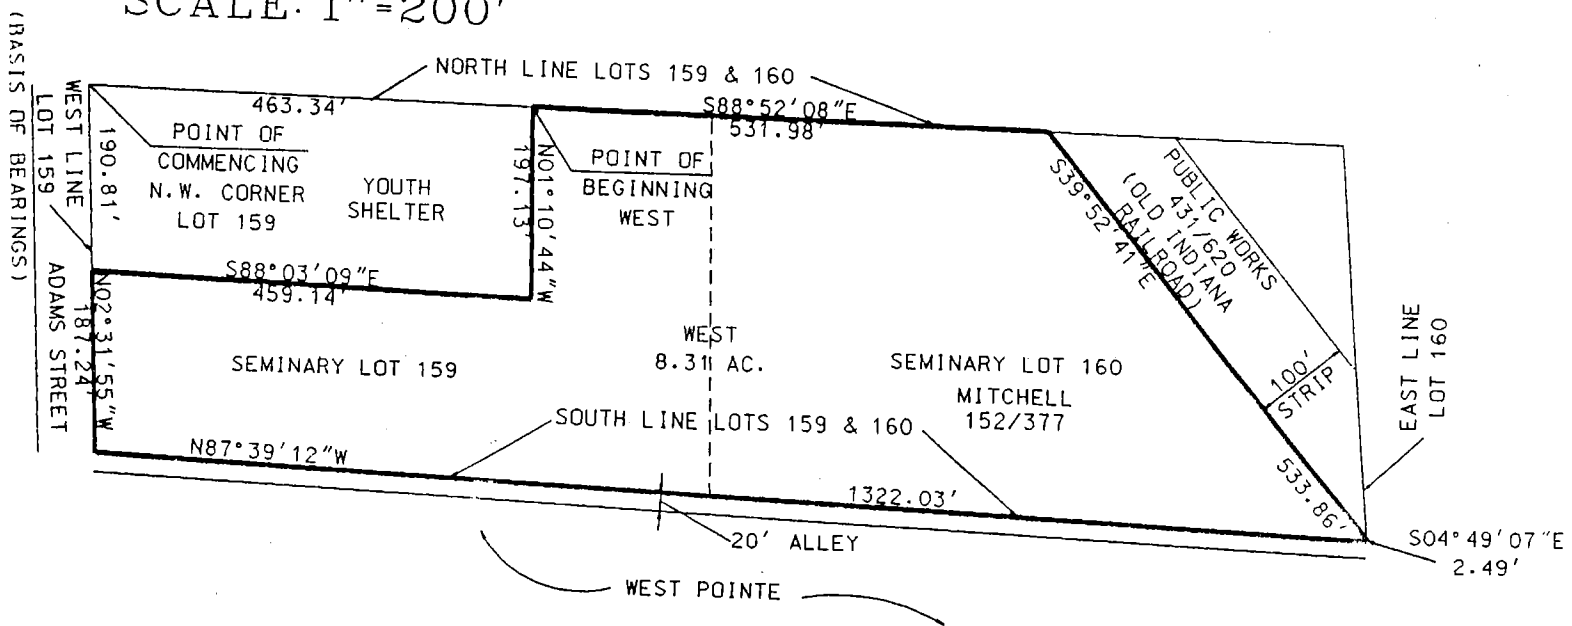 SCALE: 1"=200'
(BASIS OF BEARINGS)
WEST LINE
LOT 159
NORTH LINE LOTS 159 & 160
463.34'
S88°52'08"E
531.98'
190.81'
POINT OF
COMMENCING
N.W. CORNER
LOT 159
YOUTH
SHELTER
N01°10'44"W
197.13'
POINT OF
BEGINNING
WEST
S39°52'41"E
PUBLIC WORKS
431/620
(OLD INDIANA
RAILROAD)
S88°03'09"E
459.14'
N02°31'55"W
187.24'
ADAMS STREET
SEMINARY LOT 159
WEST
8.31 AC.
SEMINARY LOT 160
MITCHELL
152/377
100'
STRIP
EAST LINE
LOT 160
SOUTH LINE LOTS 159 & 160
N87°39'12"W
1322.03'
533.86'
S04°49'07"E
2.49'
20' ALLEY
WEST POINTE